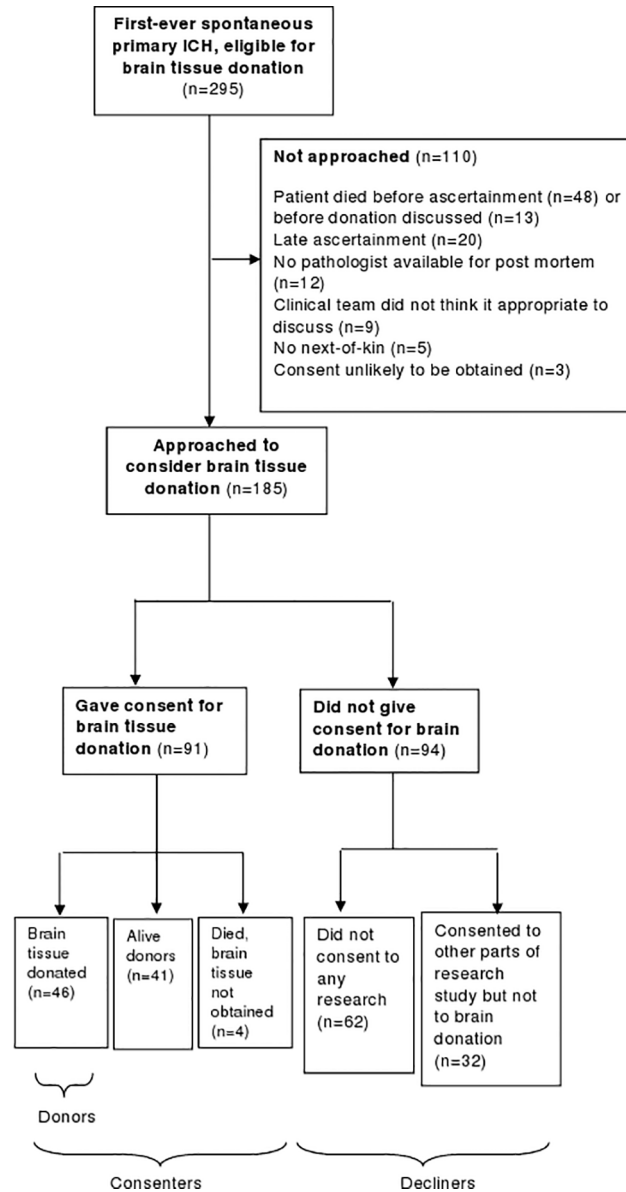 First-ever spontaneous
primary ICH, eligible for
brain tissue donation
(n=295)
Not approached (n=110)
Patient died before ascertainment (n=48) or
before donation discussed (n=13)
Late ascertainment (n=20)
No pathologist available for post mortem
(n=12)
Clinical team did not think it appropriate to
discuss (n=9)
No next-of-kin (n=5)
Consent unlikely to be obtained (n=3)
Approached to
consider brain tissue
donation (n=185)
Gave consent for
brain tissue
donation (n=91)
Did not give
consent for brain
donation (n=94)
Brain
tissue
donated
(n=46)
Alive
donors
(n=41)
Died,
brain
tissue
not
obtained
(n=4)
Did not
consent to
any
research
(n=62)
Consented to
other parts of
research
study but not
to brain
donation
(n=32)
Donors
Consenters
Decliners